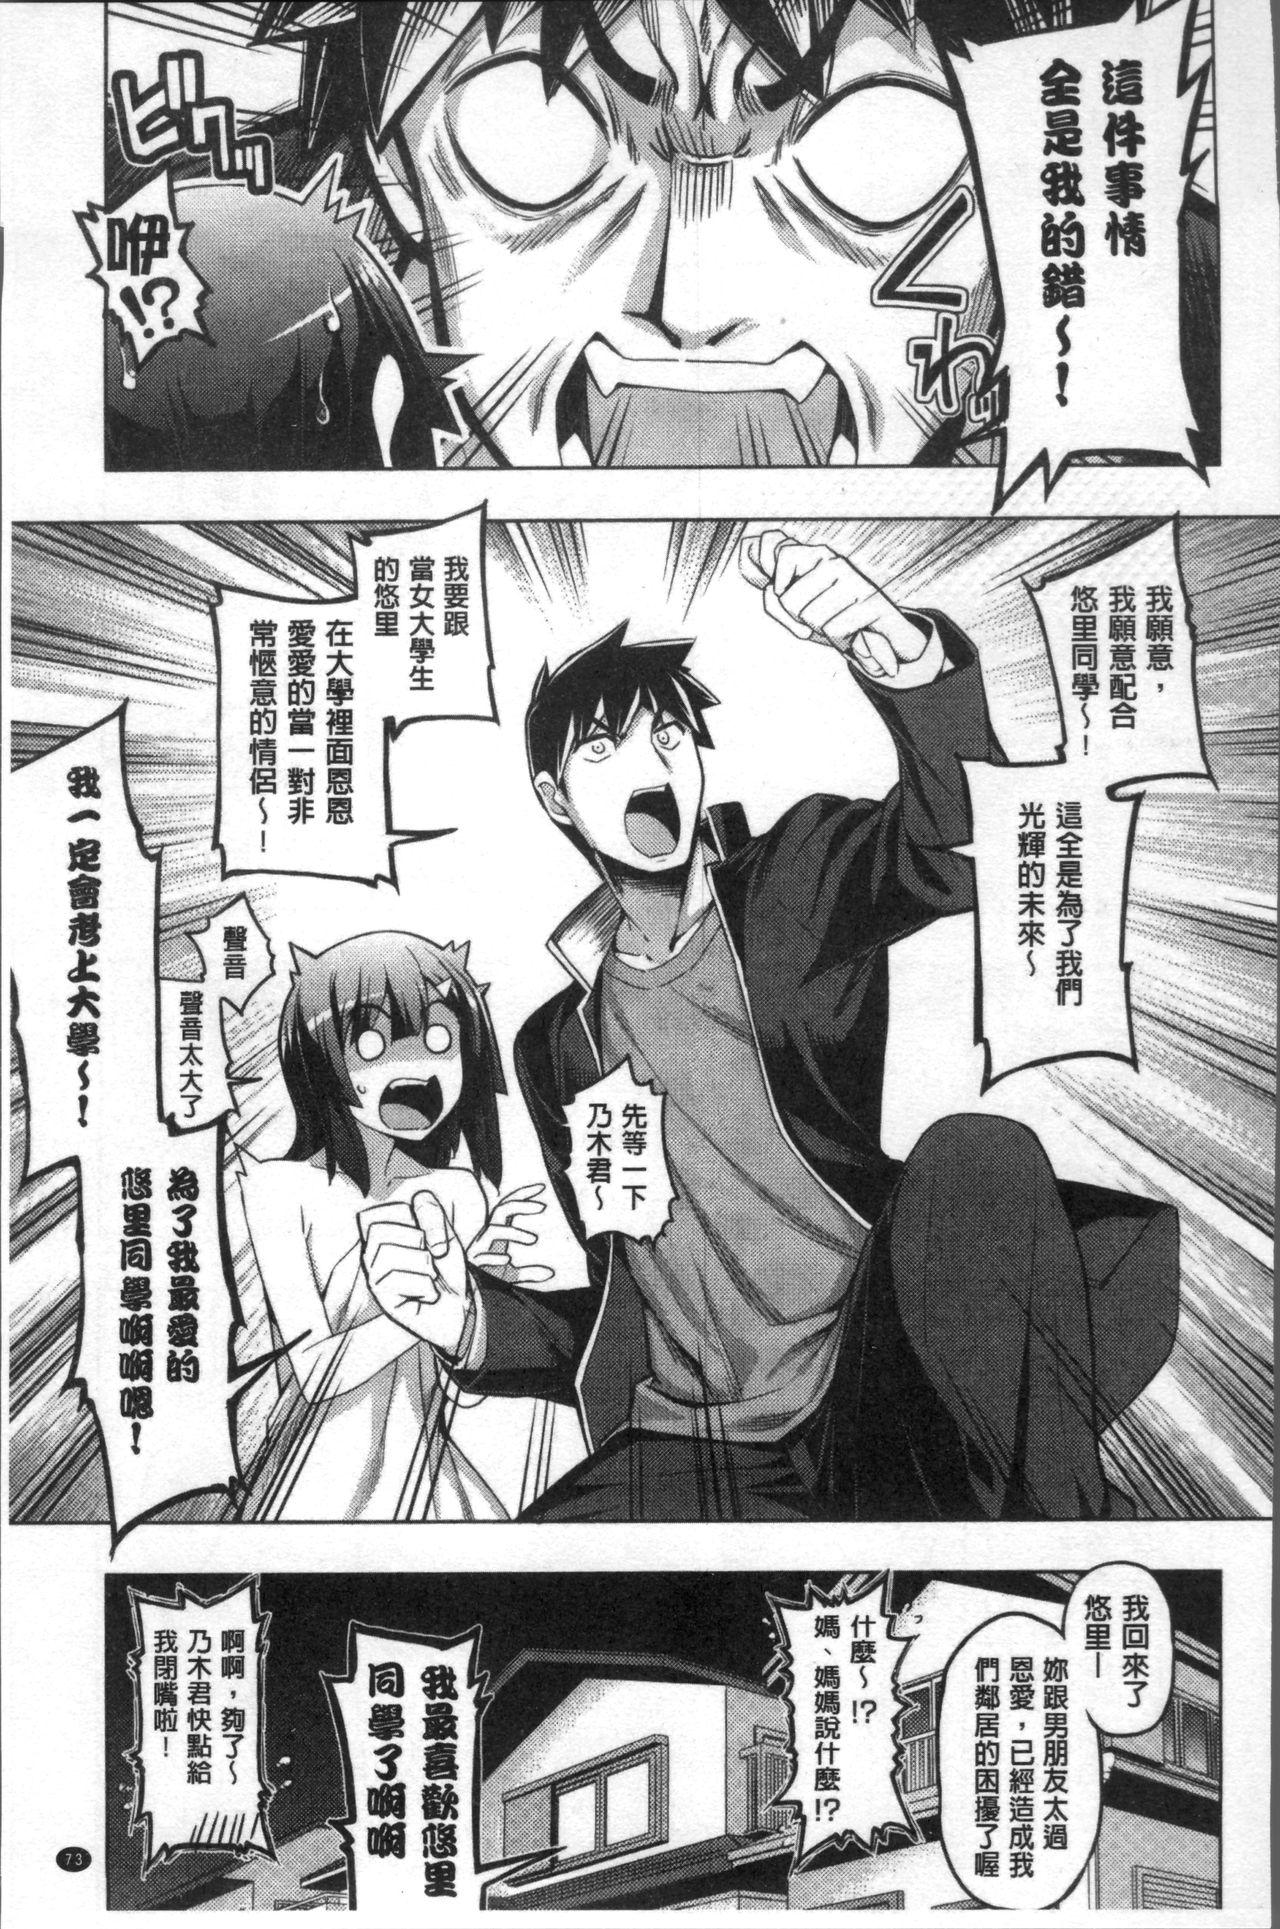 這件事情
全是我的錯～！
ビクッ
咿!?
くわッ
我願意，
我願意配合
悠里同學～！
這全是為了我們
光輝的未來～
我要跟
當女大學生
的悠里
在大學裡面恩恩
愛愛的當一對非
常愜意的情侶～！
先等一下
乃木君～
聲音
聲音太大了
我一定會考上大學～！
為了我最愛的
悠里同學啊啊嗯！
我回來了
悠里—
妳跟男朋友太過
恩愛，已經造成我
們鄰居的困擾了喔
什麼～!?
媽、媽媽說什麼!?
我最喜歡悠里
同學了啊啊
啊啊，夠了～
乃木君快點給
我閉嘴啦！
73